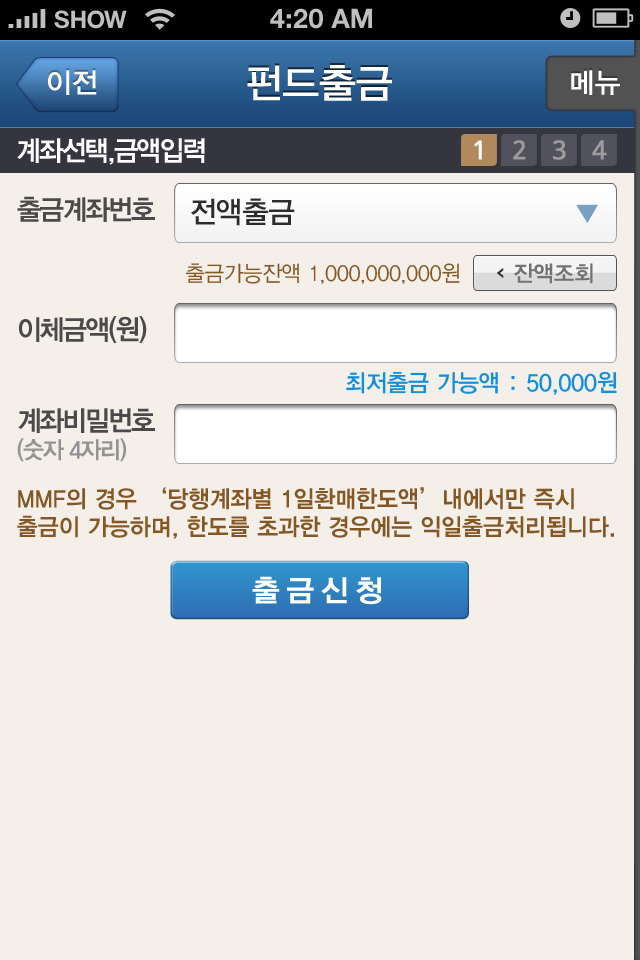 SHOW 4:20 AM
이전 펀드출금 메뉴
계좌선택,금액입력 1 2 3 4
출금계좌번호 전액출금
출금가능잔액 1,000,000,000원 < 잔액조회
이체금액(원)
최저출금 가능액 : 50,000원
계좌비밀번호
(숫자 4자리)
MMF의 경우 ‘당행계좌별 1일환매한도액’ 내에서만 즉시
출금이 가능하며, 한도를 초과한 경우에는 익일출금처리됩니다.
출금신청